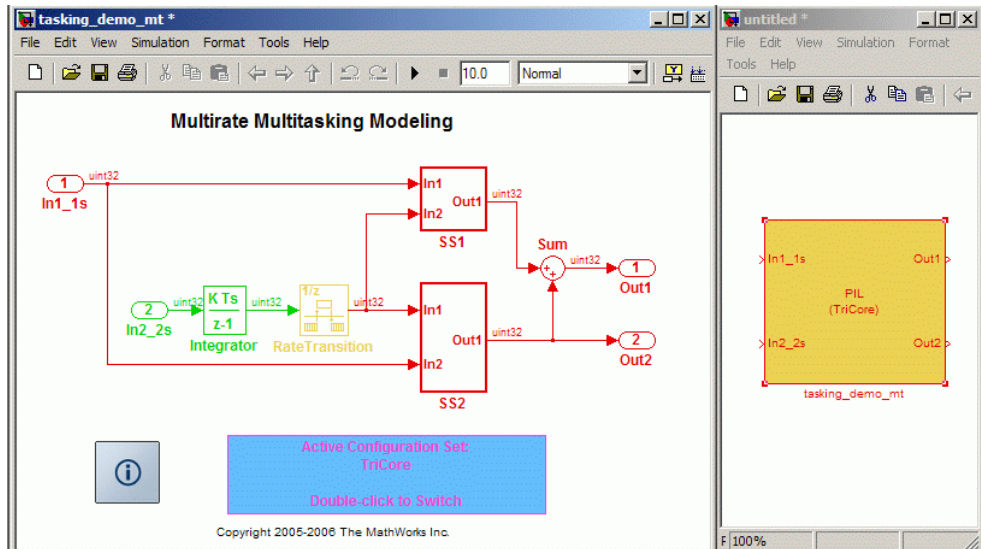 tasking_demo_mt *
File Edit View Simulation Format Tools Help
10.0 Normal
Multirate Multitasking Modeling
1
In1_1s
uint32
In1
In2
Out1
SS1
uint32
2
In2_2s
uint32
K Ts
z-1
Integrator
uint32
1/z
RateTransition
uint32
In1
In2
Out1
SS2
uint32
Sum
+
+
uint32
1
Out1
2
Out2
i
Active Configuration Set:
TriCore
Double-click to Switch
Copyright 2005-2006 The MathWorks Inc.
untitled *
File Edit View Simulation Format
Tools Help
In1_1s
Out1
PIL
(TriCore)
In2_2s
Out2
tasking_demo_mt
F 100%